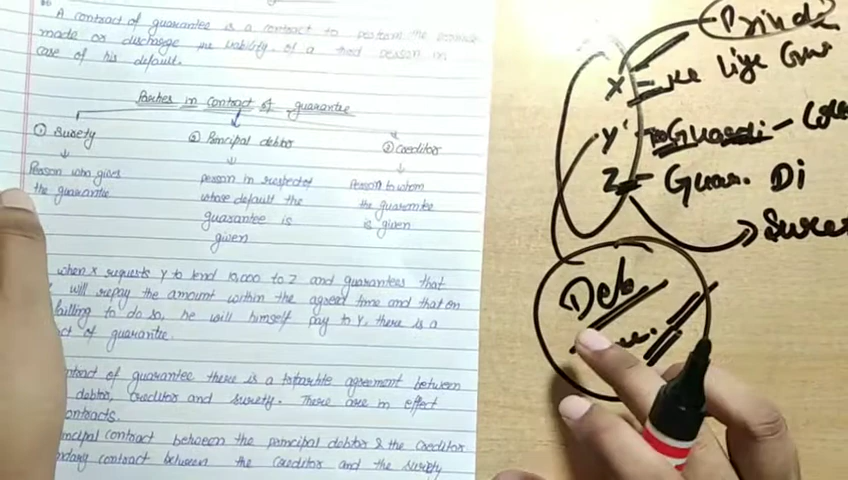 A contract of guarantee is a contract to perform the promise
made or discharge the liability of a third person in
case of his default.
Parties in contract of guarantee
① Surety
② Principal debtor
③ Creditor
Person who gives
the guarantee
person in respect of
whose default the
guarantee is
given
Person to whom
the guarantee
is given
when X requests Y to lend 10,000 to Z and guarantees that
will repay the amount within the agreed time and that on
failing to do so, he will himself pay to Y, there is a
of guarantee.
of guarantee there is a tripartite agreement between
debtor, creditor and surety. There are in effect
contracts.
contract between the principal debtor & the creditor
contract between the creditor and the surety
X
Y
Z - Guar. Di
Deb